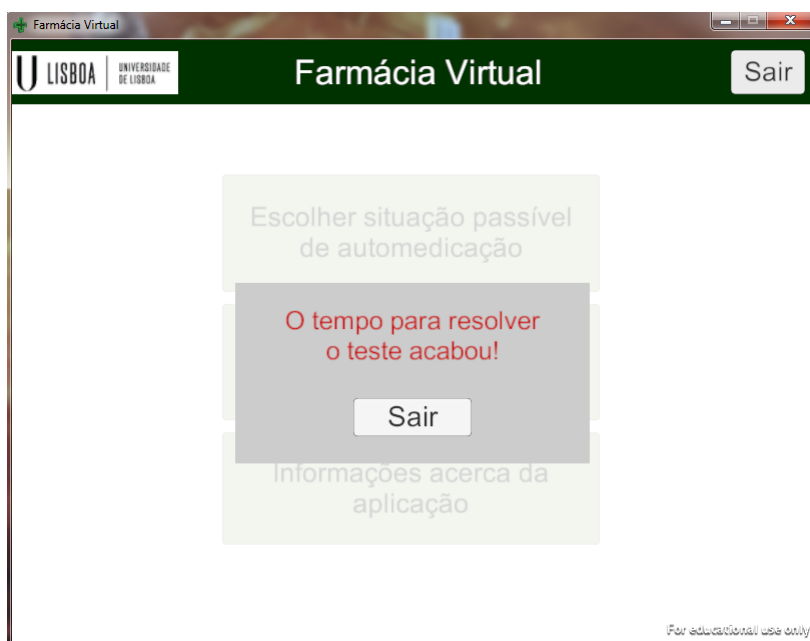 Farmácia Virtual
LISBOA
UNIVERSIDADE
DE LISBOA
Farmácia Virtual
Sair
Escolher situação passível
de automedicação
O tempo para resolver
o teste acabou!
Sair
Informações acerca da
aplicação
For educational use only